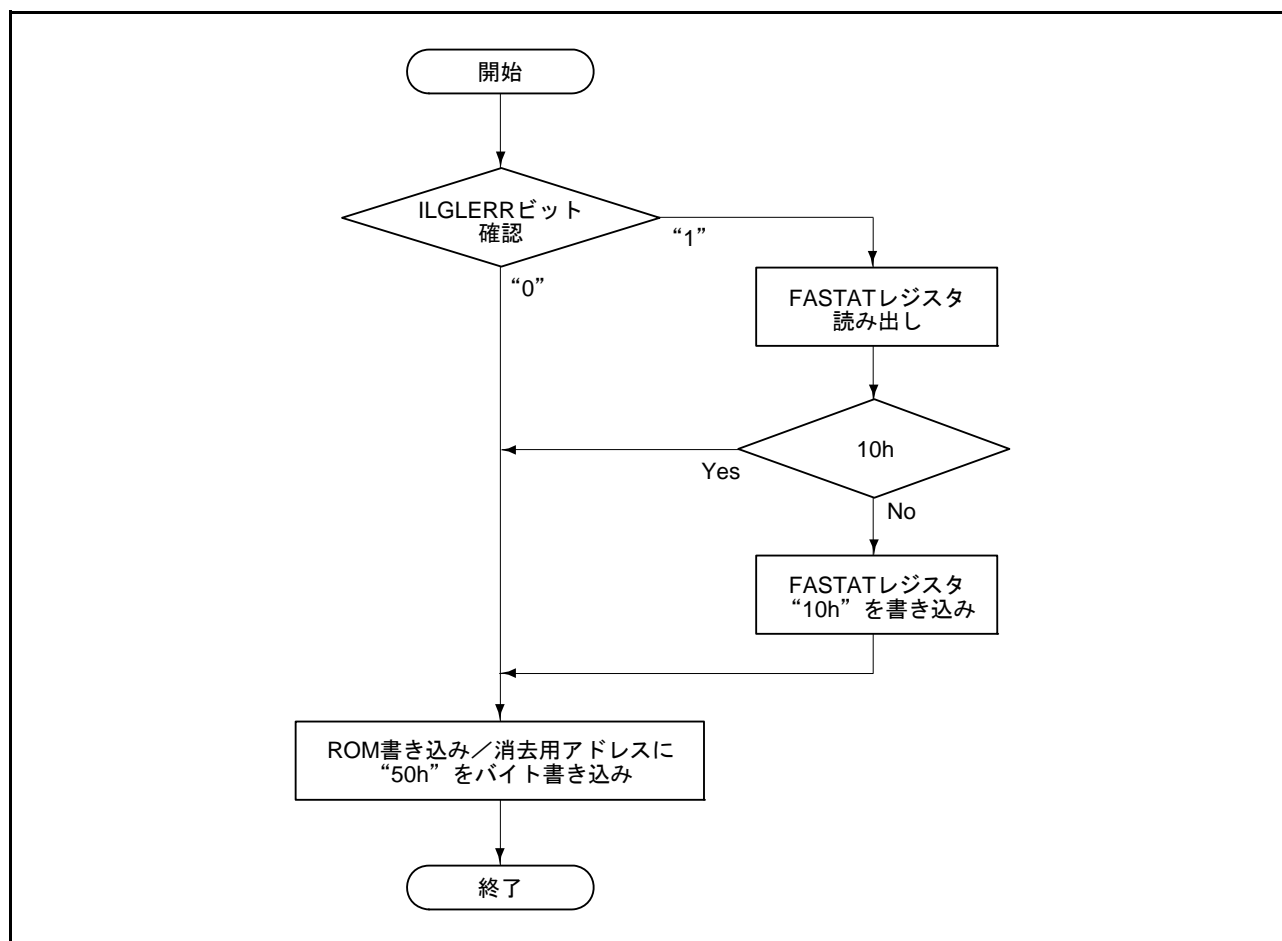 開始
ILGLERRビット
確認
“1”
“0”
FASTATレジスタ
読み出し
10h
Yes
No
FASTATレジスタ
“10h”を書き込み
ROM書き込み／消去用アドレスに
“50h”をバイト書き込み
終了